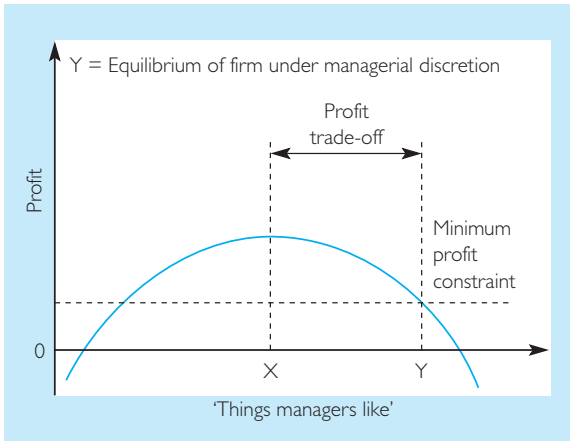 Y = Equilibrium of firm under managerial discretion
Profit
trade-off
Profit
Minimum
profit
constraint
0
X
Y
'Things managers like'